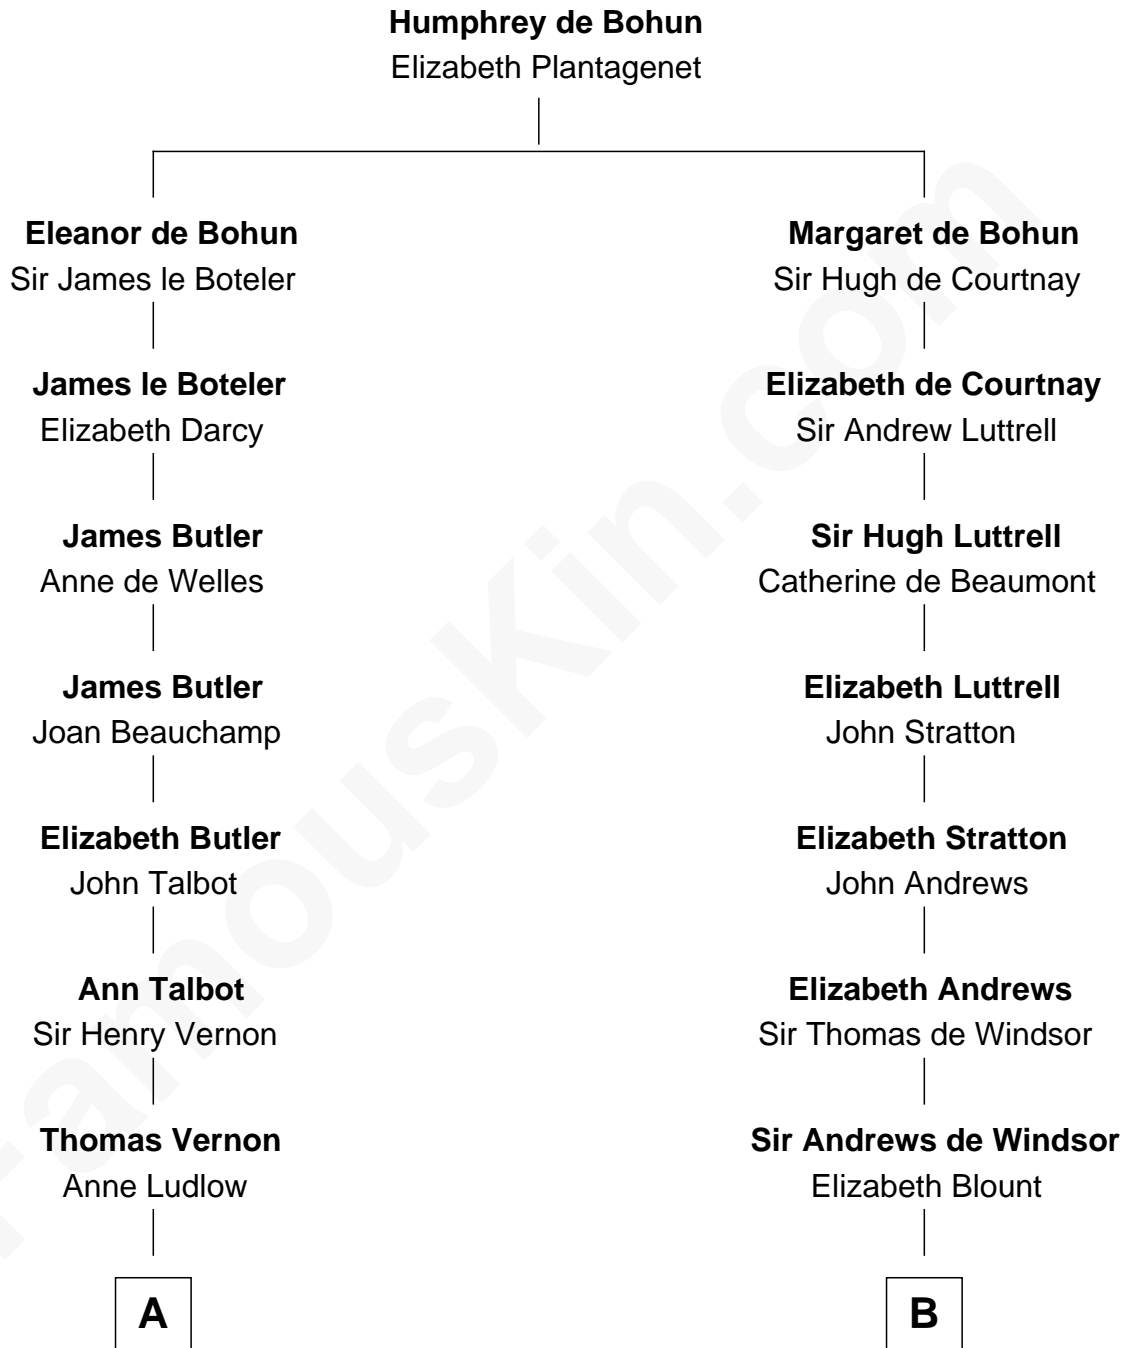 Humphrey de Bohun
Elizabeth Plantagenet
Eleanor de Bohun
Sir James le Boteler
James le Boteler
Elizabeth Darcy
James Butler
Anne de Welles
James Butler
Joan Beauchamp
Elizabeth Butler
John Talbot
Ann Talbot
Sir Henry Vernon
Thomas Vernon
Anne Ludlow
A
Margaret de Bohun
Sir Hugh de Courtnay
Elizabeth de Courtnay
Sir Andrew Luttrell
Sir Hugh Luttrell
Catherine de Beaumont
Elizabeth Luttrell
John Stratton
Elizabeth Stratton
John Andrews
Elizabeth Andrews
Sir Thomas de Windsor
Sir Andrews de Windsor
Elizabeth Blount
B
FamousKin.com